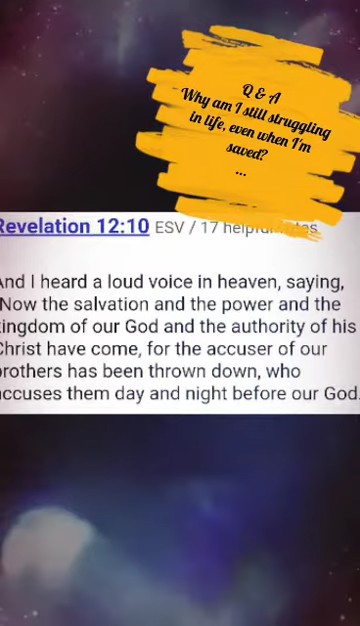 Q & A
Why am I still struggling
in life, even when I'm
saved?
...
Revelation 12:10 ESV / 17 helpful
And I heard a loud voice in heaven, saying,
"Now the salvation and the power and the
kingdom of our God and the authority of his
Christ have come, for the accuser of our
brothers has been thrown down, who
accuses them day and night before our God.